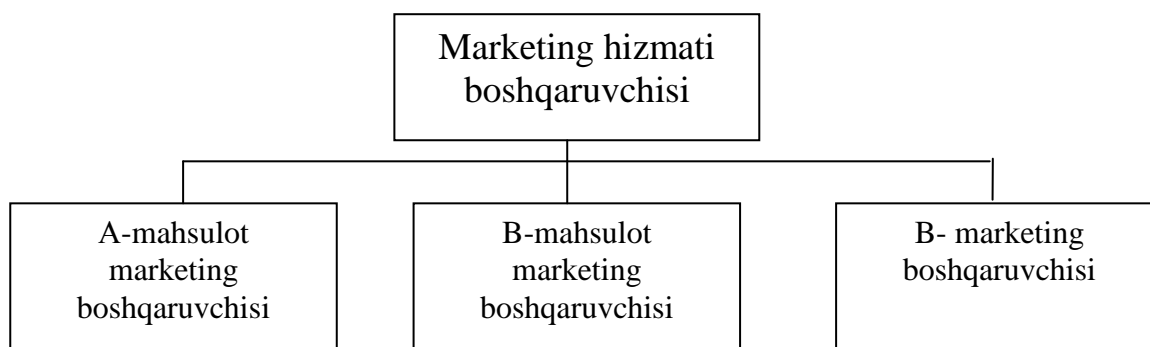 Marketing hizmati
boshqaruvchisi
A-mahsulot
marketing
boshqaruvchisi
B-mahsulot
marketing
boshqaruvchisi
B- marketing
boshqaruvchisi